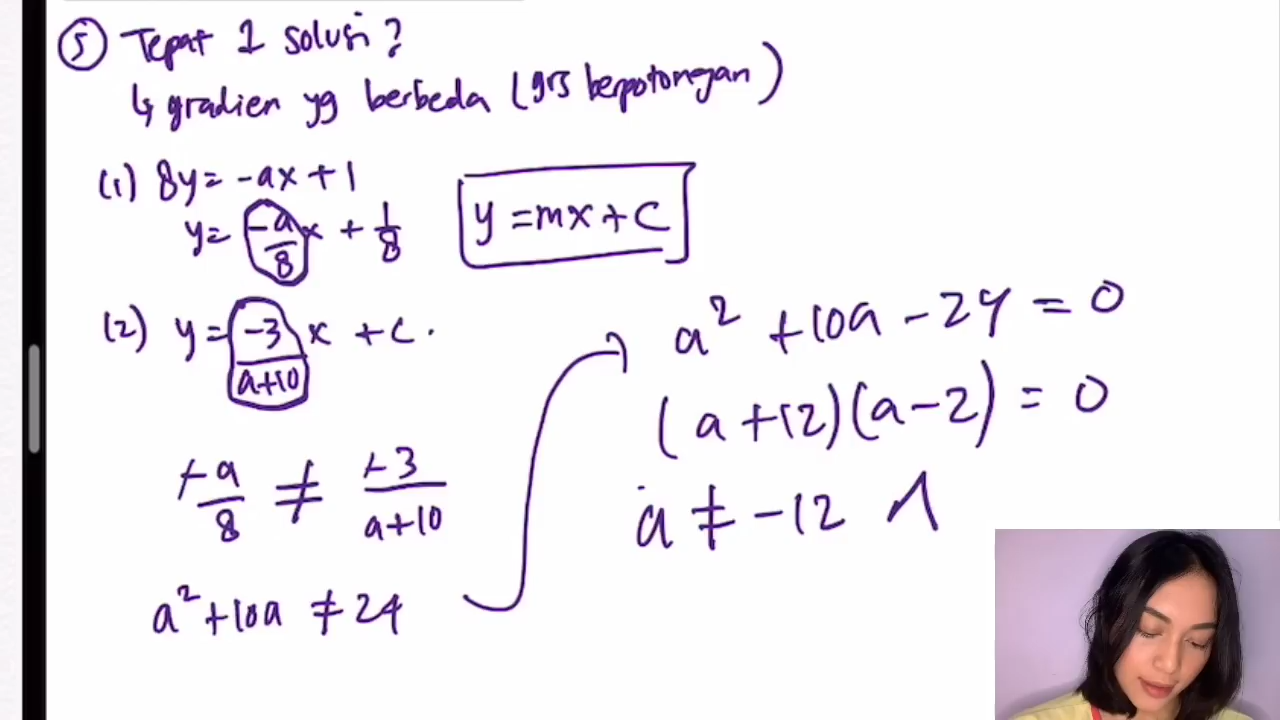 ⑤ Tepat 1 solusi?
↳ gradien yg berbeda (grs berpotongan)
(1) 8y = -ax + 1
y = -a/8 x + 1/8
y = mx + c
(2) y = -3/(a+10) x + c.
-a/8 ≠ -3/(a+10)
a² + 10a ≠ 24
a² + 10a - 24 = 0
(a + 12)(a - 2) = 0
a ≠ -12 ∧